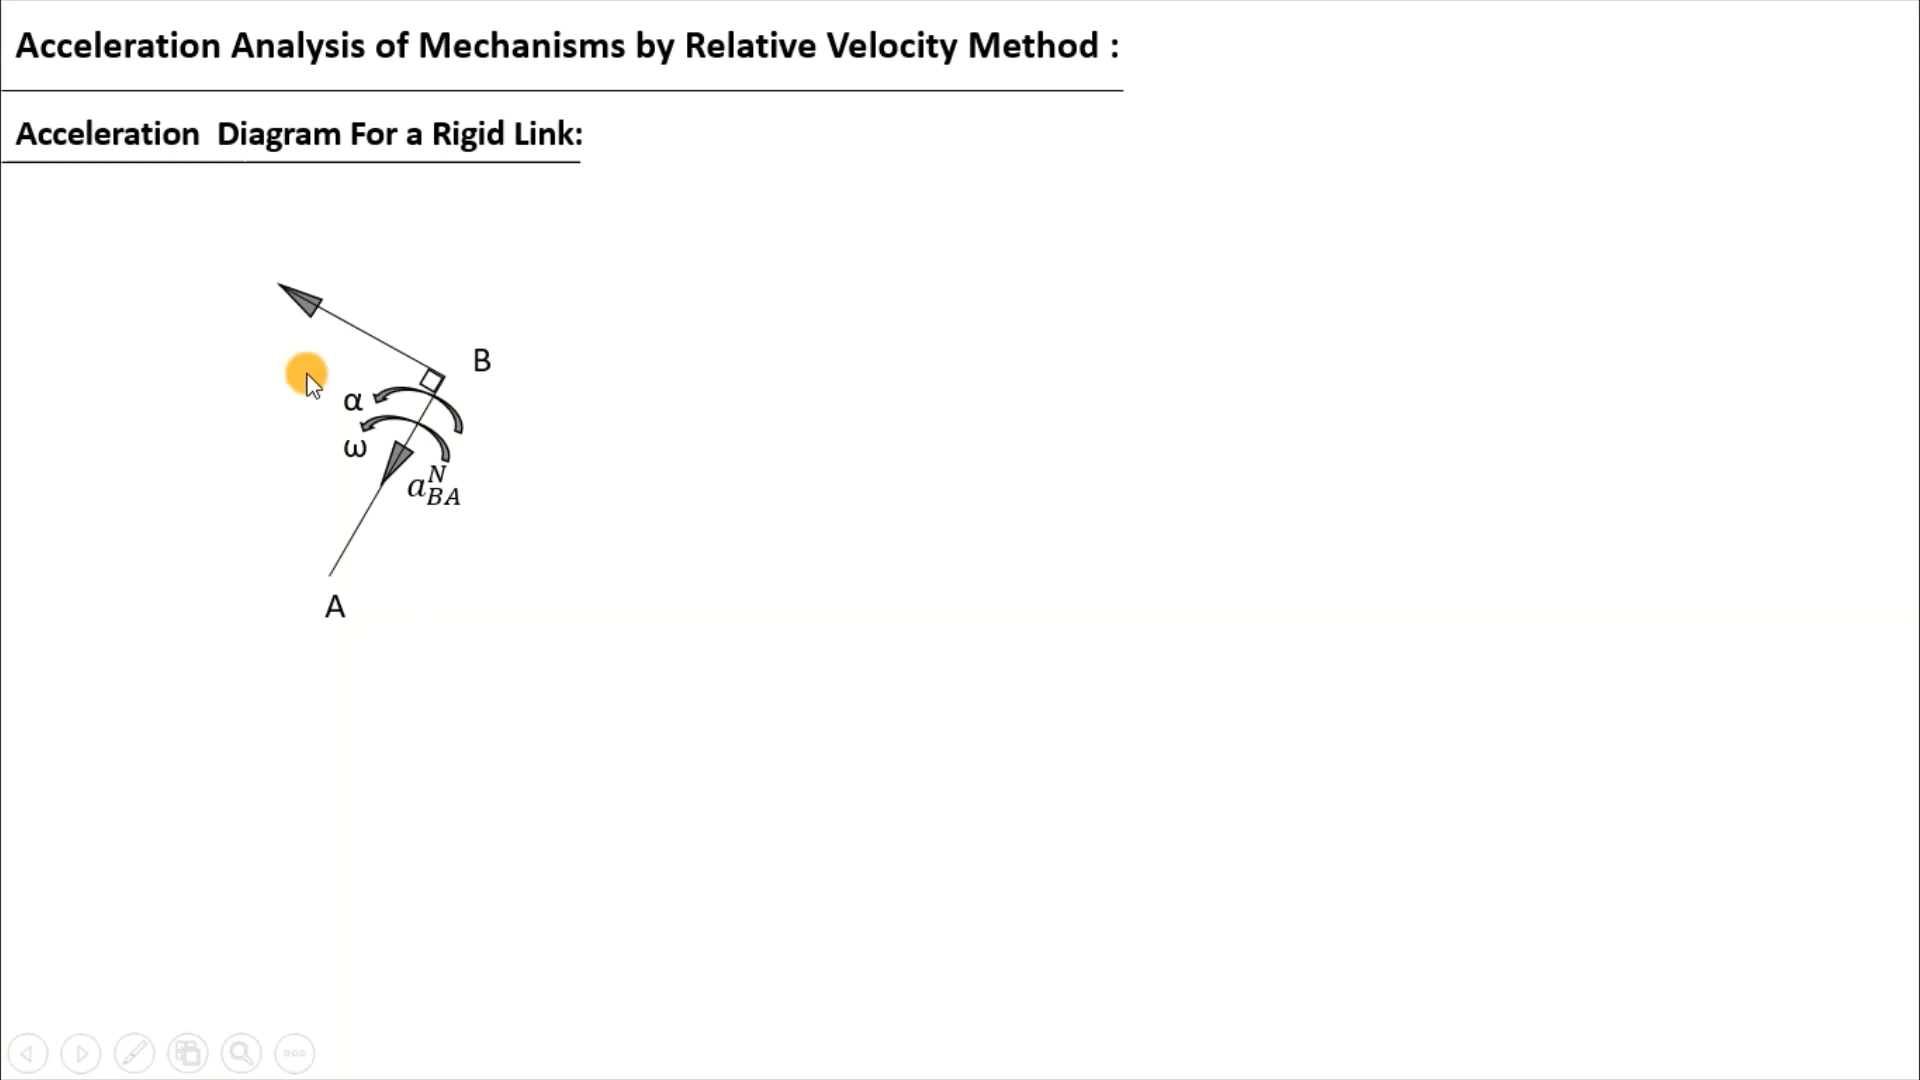 Acceleration Analysis of Mechanisms by Relative Velocity Method :
Acceleration  Diagram For a Rigid Link:
B
α
ω
a^N_BA
A